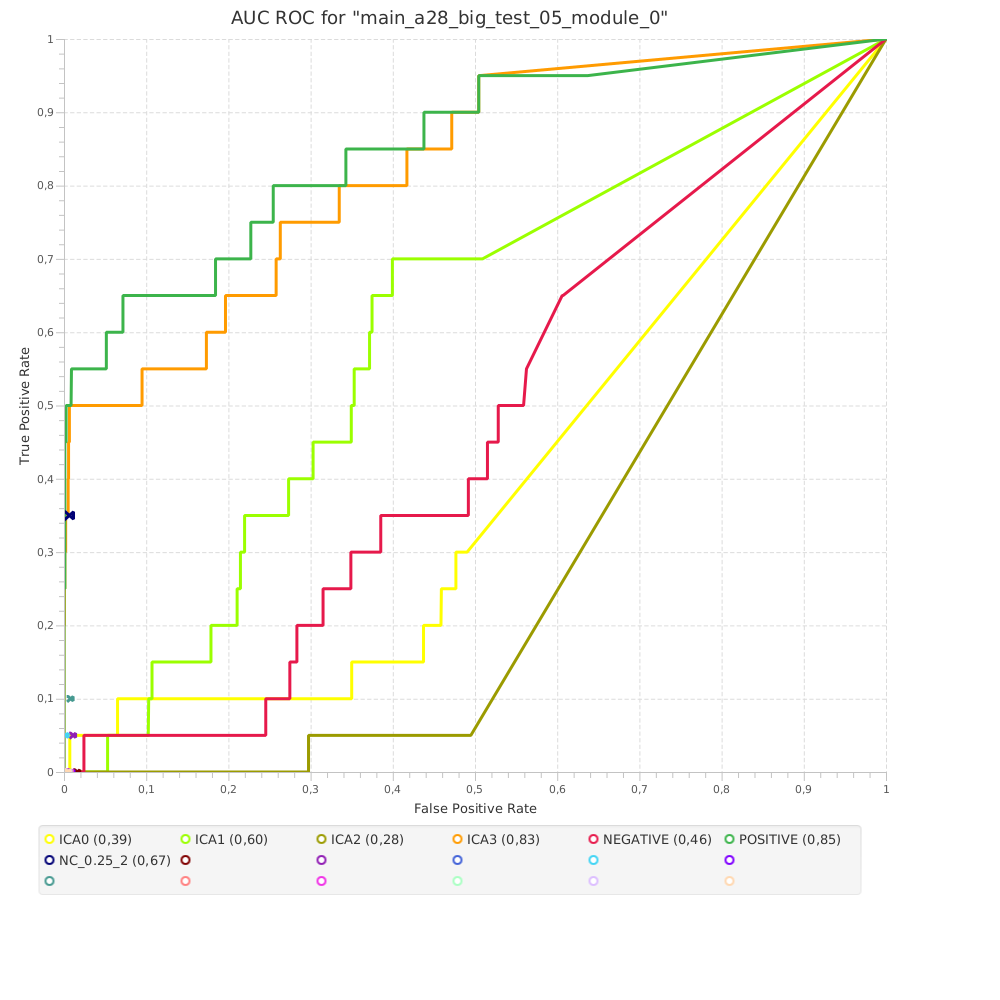 AUC ROC for "main_a28_big_test_05_module_0"
1
0,9
0,8
0,7
0,6
0,5
0,4
0,3
0,2
0,1
0
True Positive Rate
0 0,1 0,2 0,3 0,4 0,5 0,6 0,7 0,8 0,9 1
False Positive Rate
ICA0 (0,39) ICA1 (0,60) ICA2 (0,28) ICA3 (0,83) NEGATIVE (0,46) POSITIVE (0,85)
NC_0.25_2 (0,67)